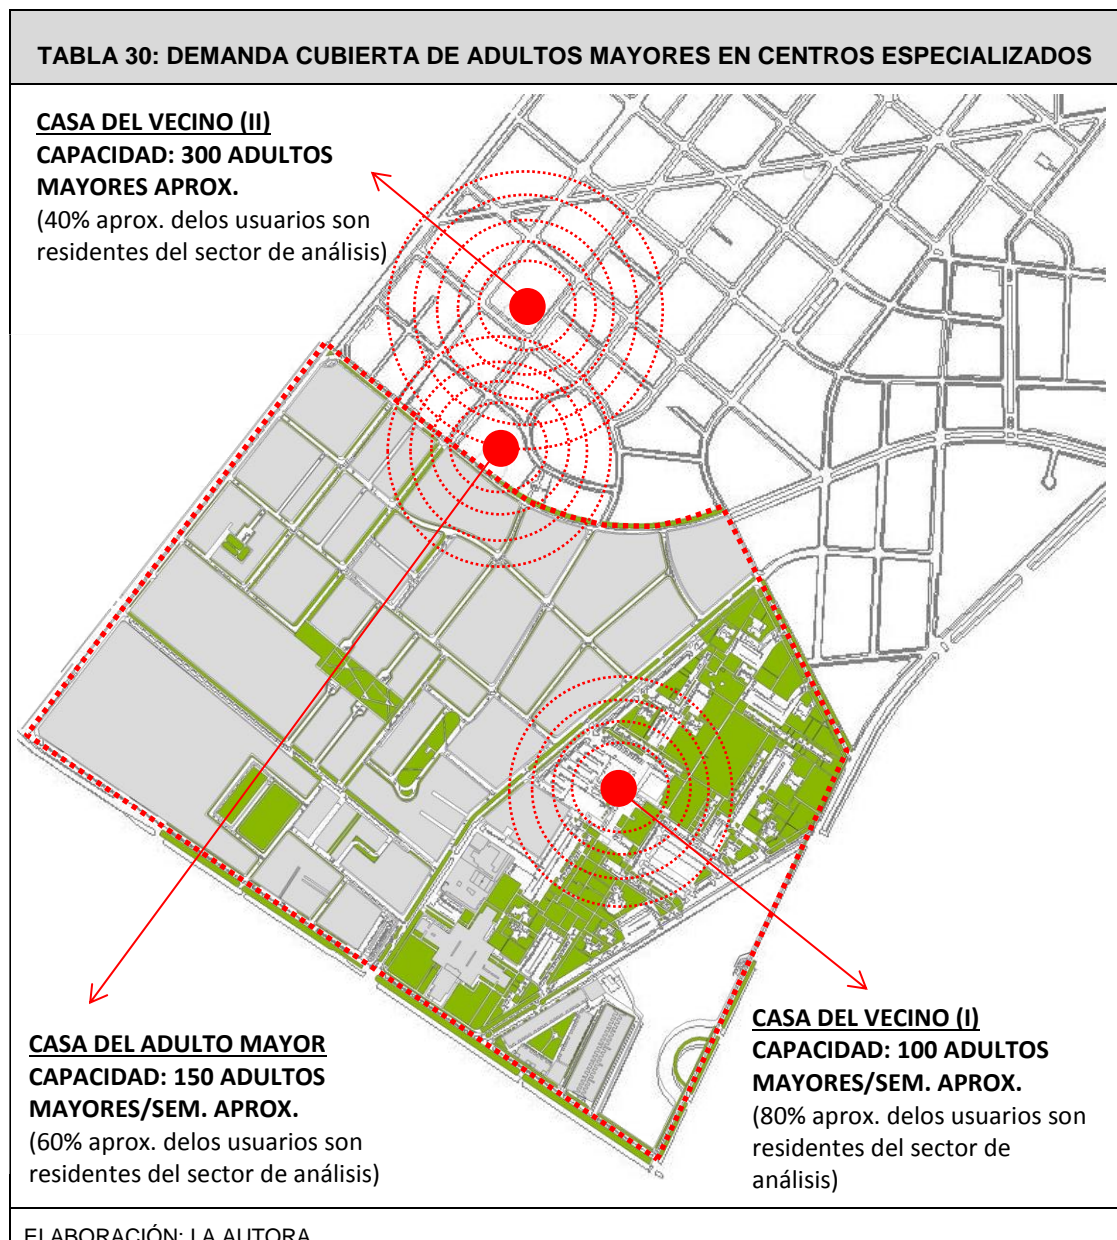 TABLA 30: DEMANDA CUBIERTA DE ADULTOS MAYORES EN CENTROS ESPECIALIZADOS
CASA DEL VECINO (II)
CAPACIDAD: 300 ADULTOS
MAYORES APROX.
(40% aprox. delos usuarios son
residentes del sector de análisis)
CASA DEL ADULTO MAYOR
CAPACIDAD: 150 ADULTOS
MAYORES/SEM. APROX.
(60% aprox. delos usuarios son
residentes del sector de análisis)
CASA DEL VECINO (I)
CAPACIDAD: 100 ADULTOS
MAYORES/SEM. APROX.
(80% aprox. delos usuarios son
residentes del sector de
análisis)
ELABORACIÓN: LA AUTORA